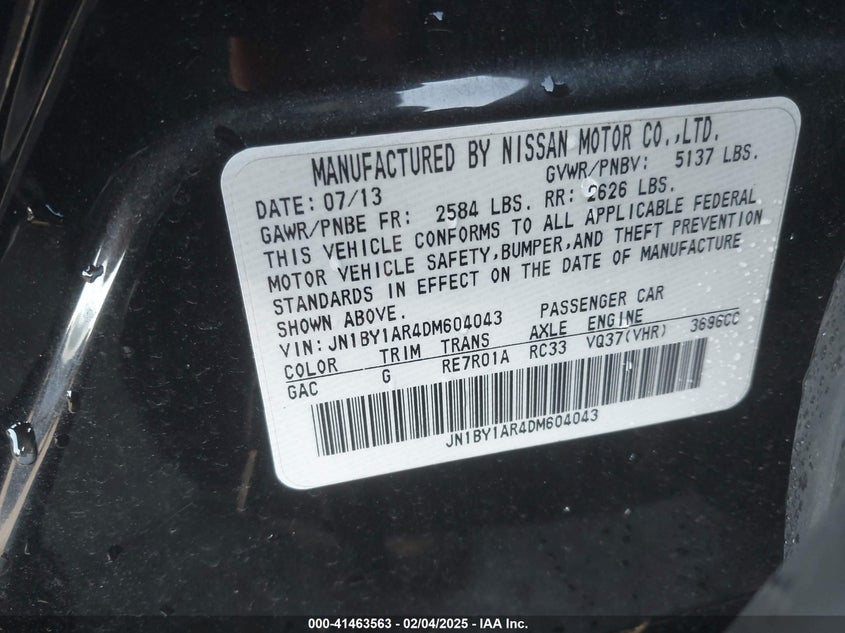 MANUFACTURED BY NISSAN MOTOR CO.,LTD.
DATE: 07/13 GVWR/PNBV: 5137 LBS.
GAWR/PNBE FR: 2584 LBS. RR: 2626 LBS.
THIS VEHICLE CONFORMS TO ALL APPLICABLE FEDERAL
MOTOR VEHICLE SAFETY,BUMPER,AND THEFT PREVENTION
STANDARDS IN EFFECT ON THE DATE OF MANUFACTURE
SHOWN ABOVE.
VIN: JN1BY1AR4DM604043 PASSENGER CAR
COLOR TRIM TRANS AXLE ENGINE
GAC G RE7R01A RC33 VQ37(VHR) 3696CC
JN1BY1AR4DM604043
000-41463563 — 02/04/2025 — IAA Inc.